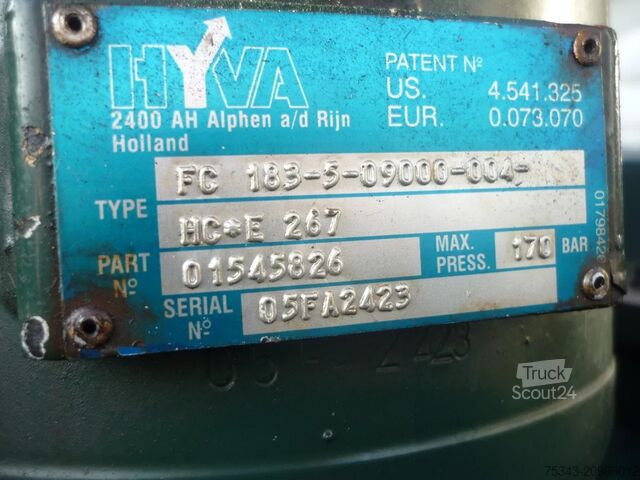 HYVA
2400 AH Alphen a/d Rijn
Holland
PATENT Nº
US. 4.541.325
EUR. 0.073.070
FC 183-5-09000-004-
TYPE
HC*E 267
PART Nº 01545826
MAX. PRESS. 170 BAR
SERIAL Nº 05FA2423
2423
Truck
Scout24